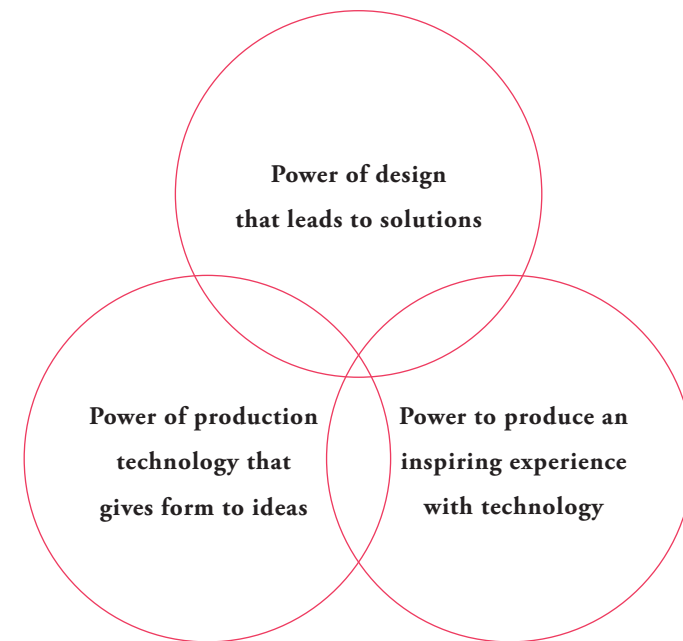 Power of design
that leads to solutions
Power of production
technology that
gives form to ideas
Power to produce an
inspiring experience
with technology